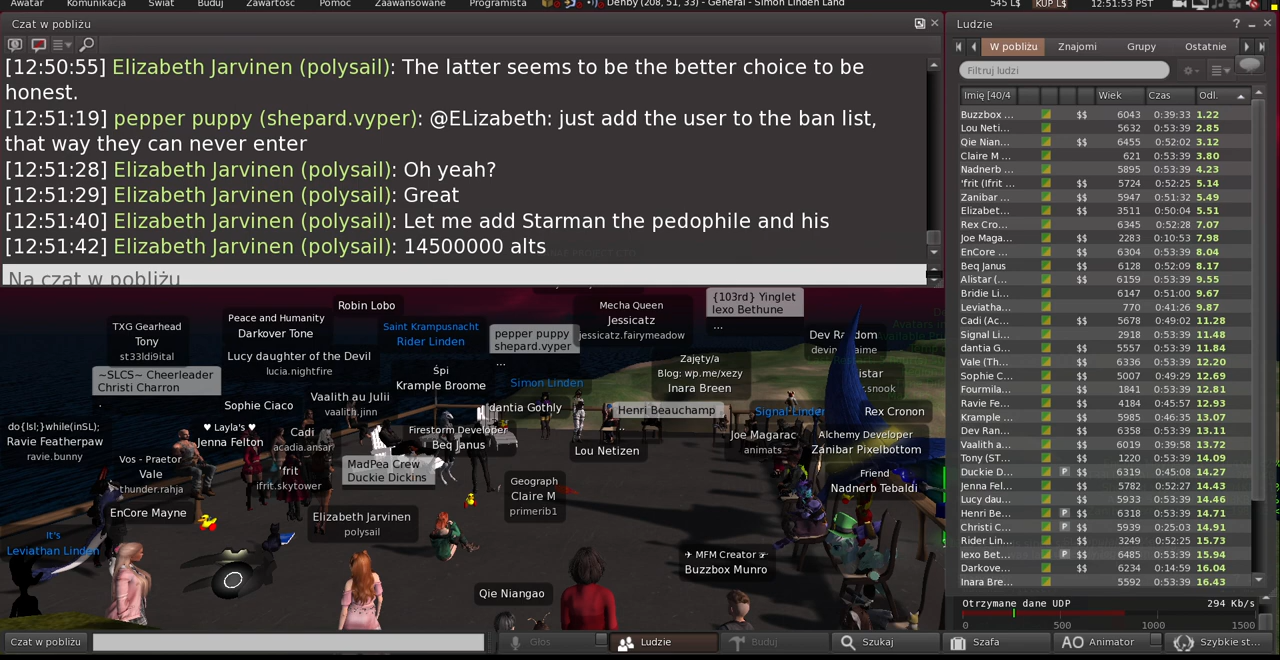 Awatar Komunikacja Świat Buduj Zawartość Pomoc Zaawansowane Programista Denby (208, 51, 33) - General - Simon Linden Land 545 L$ KUP L$ 12:51:53 PST
Czat w pobliżu
[12:50:55] Elizabeth Jarvinen (polysail): The latter seems to be the better choice to be
honest.
[12:51:19] pepper puppy (shepard.vyper): @ELizabeth: just add the user to the ban list,
that way they can never enter
[12:51:28] Elizabeth Jarvinen (polysail): Oh yeah?
[12:51:29] Elizabeth Jarvinen (polysail): Great
[12:51:40] Elizabeth Jarvinen (polysail): Let me add Starman the pedophile and his
[12:51:42] Elizabeth Jarvinen (polysail): 14500000 alts
Na czat w pobliżu
Robin Lobo
Mecha Queen
Jessicatz
jessicatz.fairymeadow
{103rd} Yinglet
Iexo Bethune
...
TXG Gearhead
Tony
st33ldi9ital
Peace and Humanity
Darkover Tone
Saint Krampusnacht
Rider Linden
pepper puppy
shepard.vyper
...
Lucy daughter of the Devil
lucia.nightfire
~SLCS~ Cheerleader
Christi Charron
.
Śpi
Krample Broome
Simon Linden
Zajęty/a
Blog: wp.me/xezy
Inara Breen
Sophie Ciaco
Vaalith au Julii
vaalith.jinn
dantia Gothly
Henri Beauchamp
..
Signal Linden
Rex Cronon
do{lsl;}while(inSL);
Ravie Featherpaw
ravie.bunny
♥ Layla's ♥
Jenna Felton
Cadi
acadia.ansar
Firestorm Developer
Beq Janus
Joe Magarac
animats
Alchemy Developer
Zanibar Pixelbottom
Lou Netizen
Vos - Praetor
Vale
thunder.rahja
'frit
ifrit.skytower
MadPea Crew
Duckie Dickins
Geograph
Claire M
primerib1
Friend
Nadnerb Tebaldi
EnCore Mayne
Elizabeth Jarvinen
polysail
It's
Leviathan Linden
✈ MFM Creator
Buzzbox Munro
Qie Niangao
Czat w pobliżu Głos Ludzie Buduj Szukaj Szafa AO Animator Szybkie st...
Ludzie
W pobliżu Znajomi Grupy Ostatnie
Filtruj ludzi
Imię [40/4 Wiek Czas Odl.
Buzzbox ... $$ 6043 0:39:33 1.22
Lou Neti... 5632 0:53:39 2.85
Qie Nian... $$ 6455 0:52:02 3.12
Claire M ... 621 0:53:39 3.80
Nadnerb ... 5895 0:53:39 4.23
'frit (Ifrit ... $$ 5724 0:52:25 5.14
Zanibar ... $$ 5947 0:51:32 5.49
Elizabet... $$ 3511 0:50:04 5.51
Rex Cro... 6345 0:52:28 7.07
Joe Maga... $$ 2283 0:10:53 7.98
EnCore ... $$ 6304 0:53:39 8.04
Beq Janus $$ 6128 0:52:09 8.17
Alistar (... $$ 6159 0:53:39 9.55
Bridie Li... 6147 0:51:00 9.67
Leviatha... 770 0:41:26 9.87
Cadi (Ac... $$ 5678 0:49:02 11.28
Signal Li... 2918 0:53:39 11.48
dantia G... $$ 5557 0:53:39 11.84
Vale (Th... $$ 6336 0:53:39 12.20
Sophie C... $$ 5007 0:49:29 12.69
Fourmila... $$ 1841 0:53:39 12.81
Ravie Fe... $$ 4184 0:45:57 12.93
Krample ... $$ 5985 0:46:35 13.07
Dev Ran... $$ 6358 0:53:39 13.11
Vaalith a... $$ 6019 0:39:58 13.72
Tony (ST... $$ 1220 0:53:39 14.09
Duckie D... P $$ 6319 0:45:08 14.27
Jenna Fel... $$ 5782 0:52:27 14.43
Lucy dau... $$ 5933 0:53:39 14.46
Henri Be... P $$ 6318 0:53:39 14.71
Christi C... P $$ 5939 0:25:03 14.91
Rider Lin... $$ 3249 0:52:25 15.73
Iexo Bet... P $$ 6485 0:53:39 15.94
Darkove... $$ 6234 0:14:59 16.04
Inara Bre... 5592 0:53:39 16.43
Otrzymane dane UDP 294 Kb/s
0 500 1000 1500